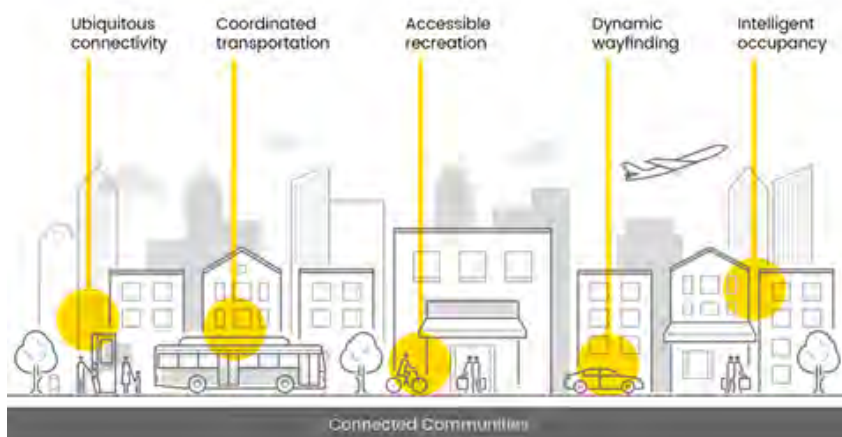 Ubiquitous
connectivity
Coordinated
transportation
Accessible
recreation
Dynamic
wayfinding
Intelligent
occupancy
Connected Communities